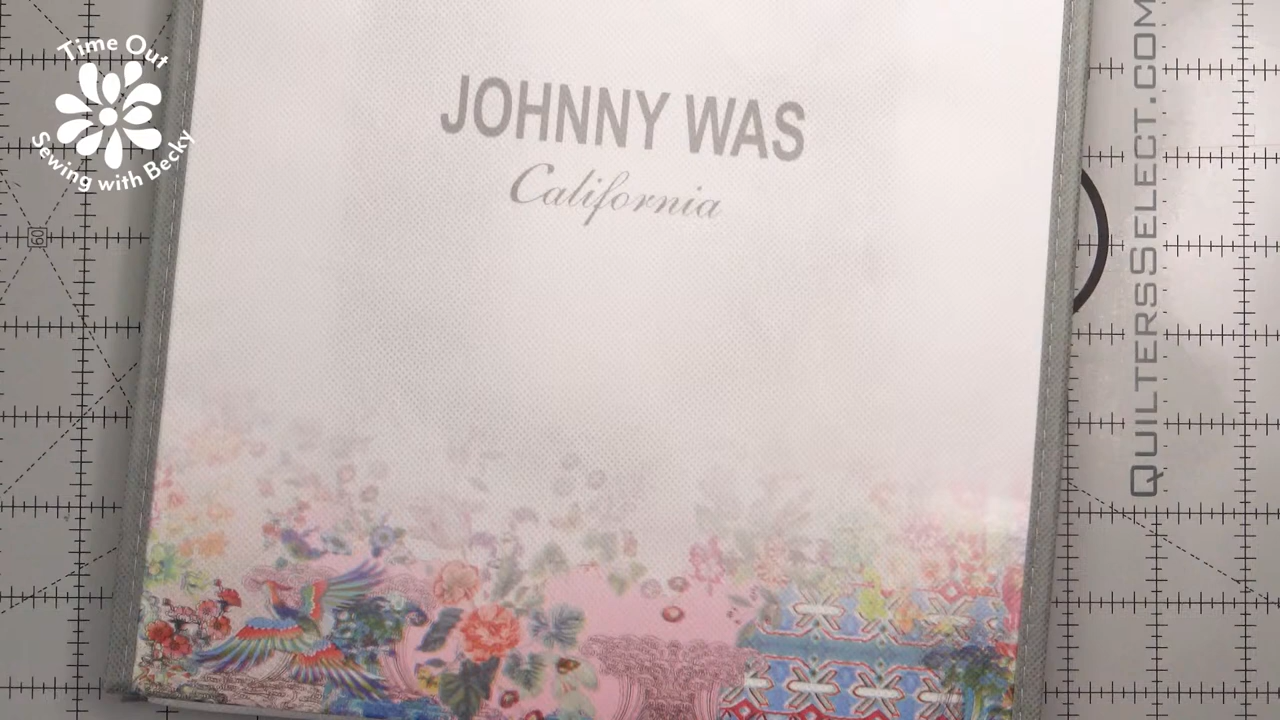 Time Out
Sewing with Becky
JOHNNY WAS
California
QUILTERSSELECT.COM
60